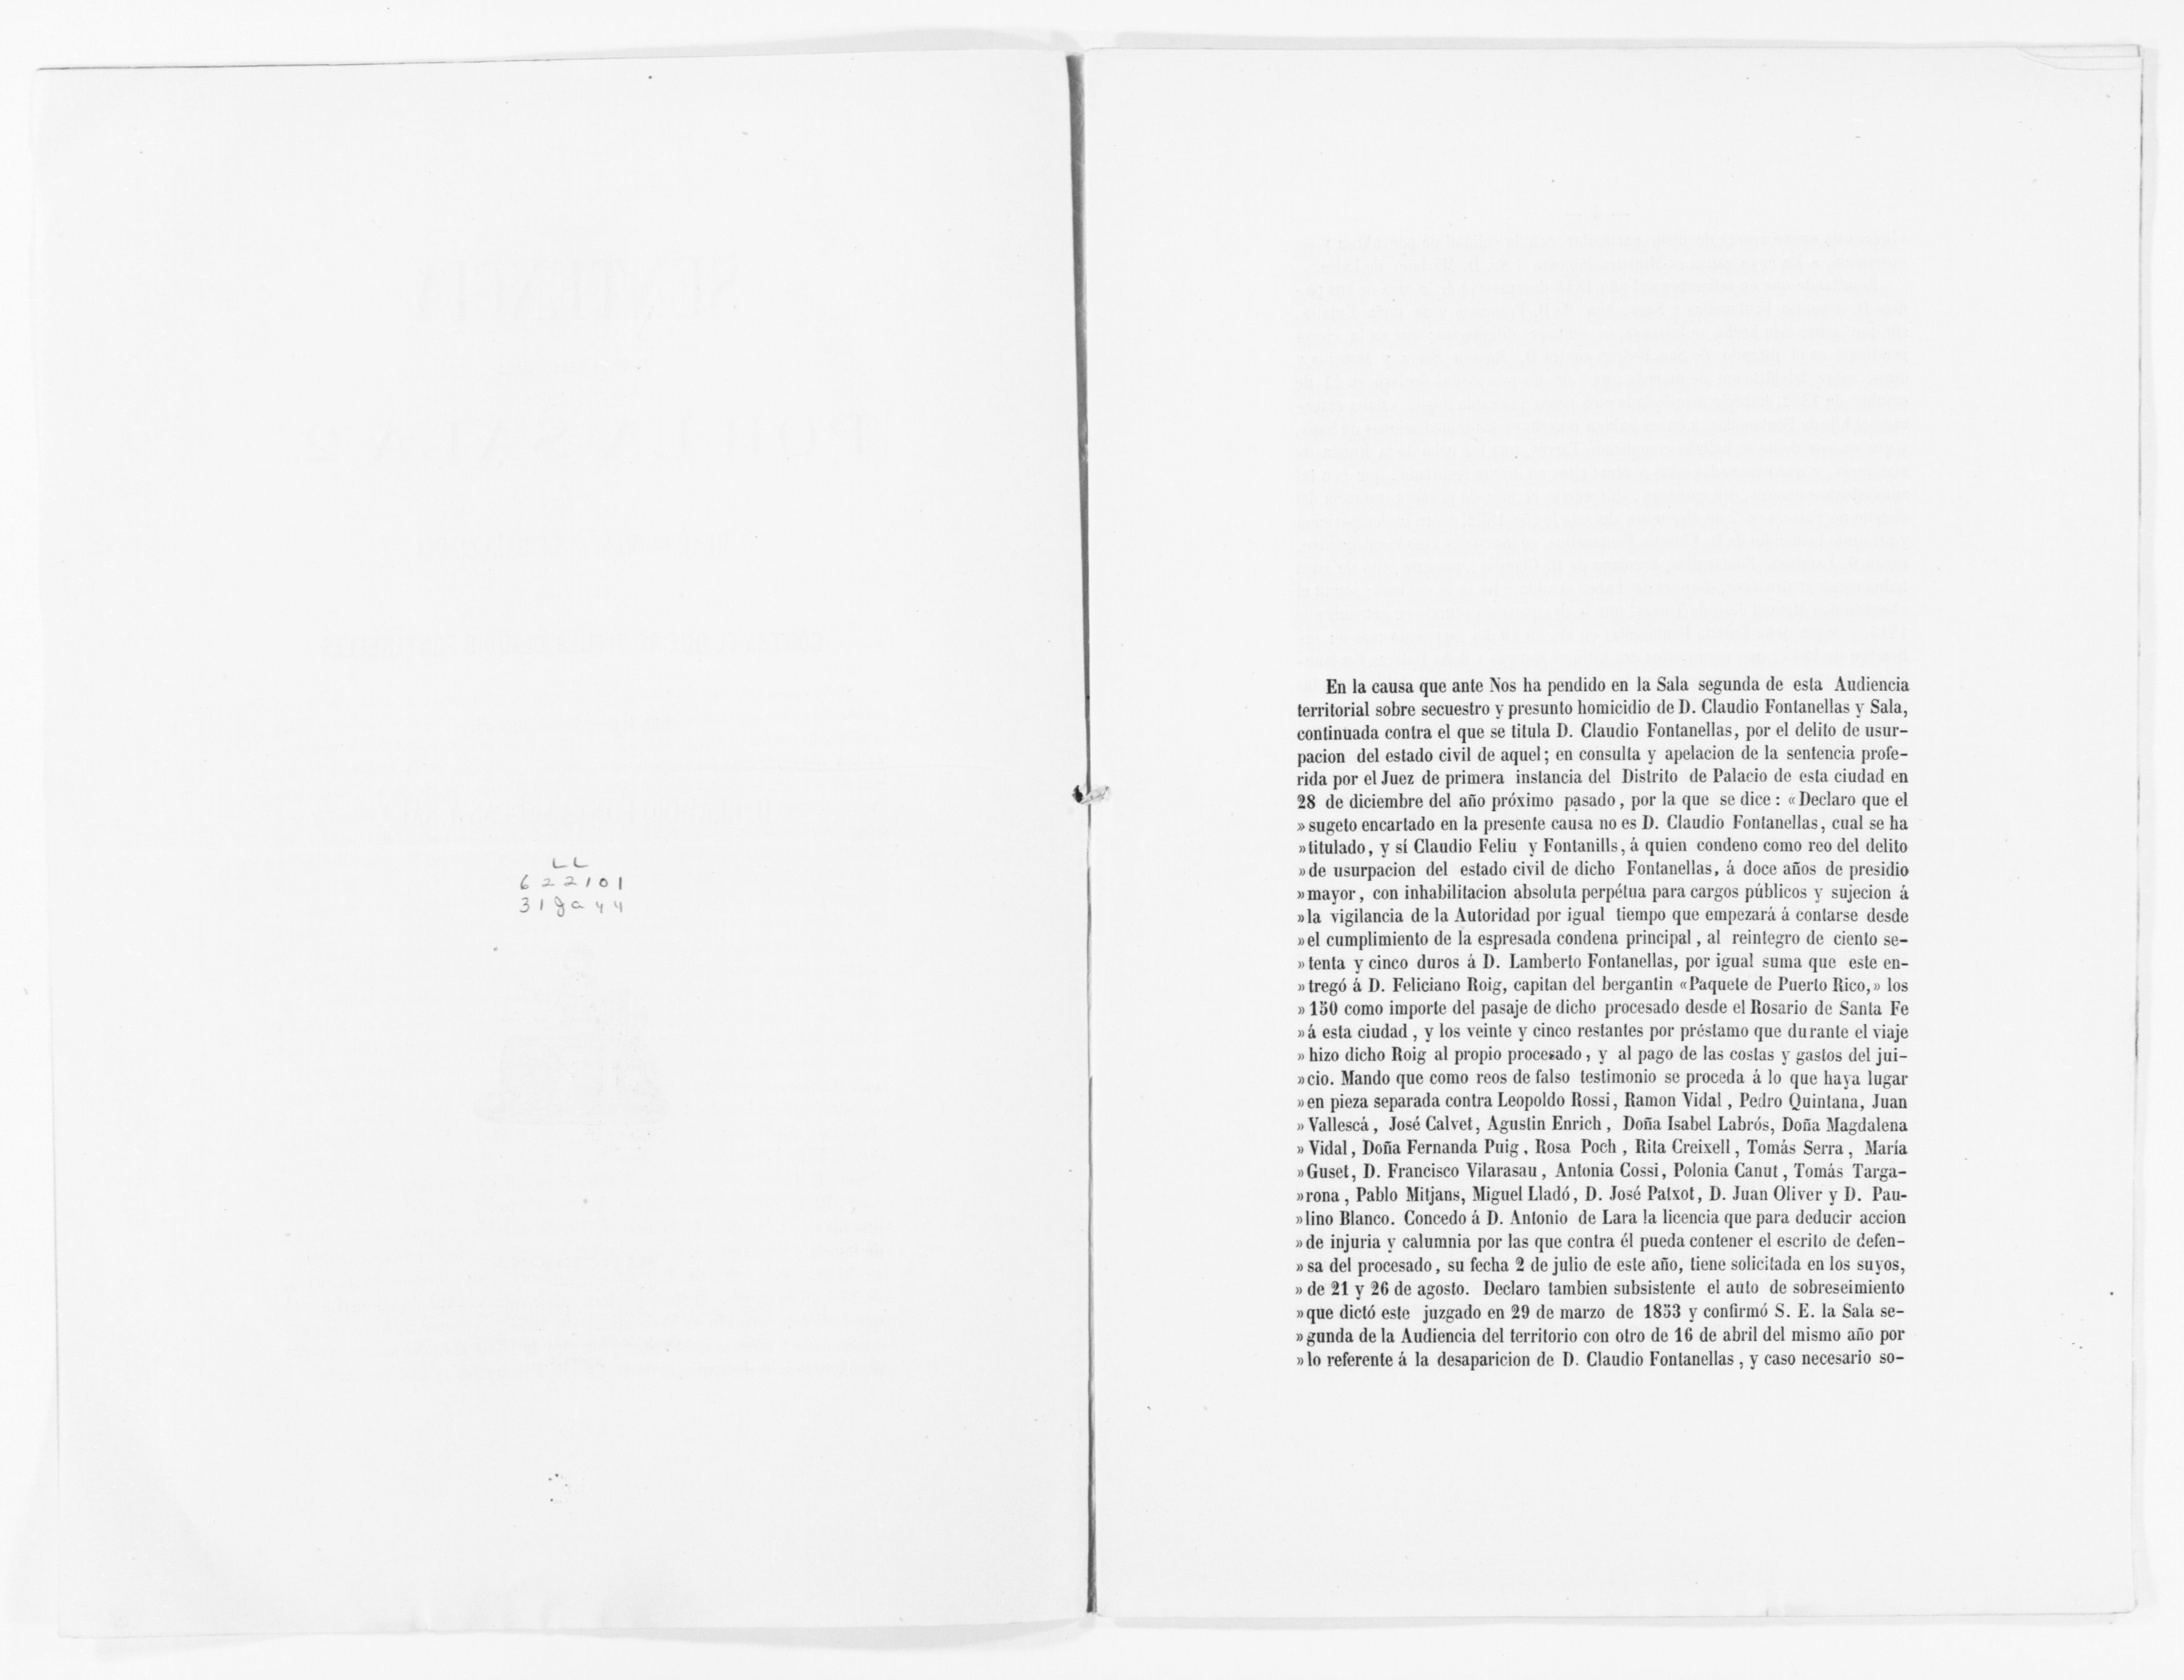 LL
622101
31ga44
En la causa que ante Nos ha pendido en la Sala segunda de esta Audiencia
territorial sobre secuestro y presunto homicidio de D. Claudio Fontanellas y Sala,
continuada contra el que se titula D. Claudio Fontanellas, por el delito de usur-
pacion del estado civil de aquel; en consulta y apelacion de la sentencia profe-
rida por el Juez de primera instancia del Distrito de Palacio de esta ciudad en
28 de diciembre del año próximo pasado, por la que se dice: «Declaro que el
»sugeto encartado en la presente causa no es D. Claudio Fontanellas, cual se ha
»titulado, y sí Claudio Feliu y Fontanills, á quien condeno como reo del delito
»de usurpacion del estado civil de dicho Fontanellas, á doce años de presidio
»mayor, con inhabilitacion absoluta perpétua para cargos públicos y sujecion á
»la vigilancia de la Autoridad por igual tiempo que empezará á contarse desde
»el cumplimiento de la espresada condena principal, al reintegro de ciento se-
»tenta y cinco duros á D. Lamberto Fontanellas, por igual suma que este en-
»tregó á D. Feliciano Roig, capitan del bergantin «Paquete de Puerto Rico,» los
»150 como importe del pasaje de dicho procesado desde el Rosario de Santa Fe
»á esta ciudad, y los veinte y cinco restantes por préstamo que durante el viaje
»hizo dicho Roig al propio procesado, y al pago de las costas y gastos del jui-
»cio. Mando que como reos de falso testimonio se proceda á lo que haya lugar
»en pieza separada contra Leopoldo Rossi, Ramon Vidal, Pedro Quintana, Juan
»Vallescá, José Calvet, Agustin Enrich, Doña Isabel Labrós, Doña Magdalena
»Vidal, Doña Fernanda Puig, Rosa Poch, Rita Creixell, Tomás Serra, María
»Guset, D. Francisco Vilarasau, Antonia Cossi, Polonia Canut, Tomás Targa-
»rona, Pablo Mitjans, Miguel Lladó, D. José Patxot, D. Juan Oliver y D. Pau-
»lino Blanco. Concedo á D. Antonio de Lara la licencia que para deducir accion
»de injuria y calumnia por las que contra él pueda contener el escrito de defen-
»sa del procesado, su fecha 2 de julio de este año, tiene solicitada en los suyos,
»de 21 y 26 de agosto. Declaro tambien subsistente el auto de sobreseimiento
»que dictó este juzgado en 29 de marzo de 1853 y confirmó S. E. la Sala se-
»gunda de la Audiencia del territorio con otro de 16 de abril del mismo año por
»lo referente á la desaparicion de D. Claudio Fontanellas, y caso necesario so-